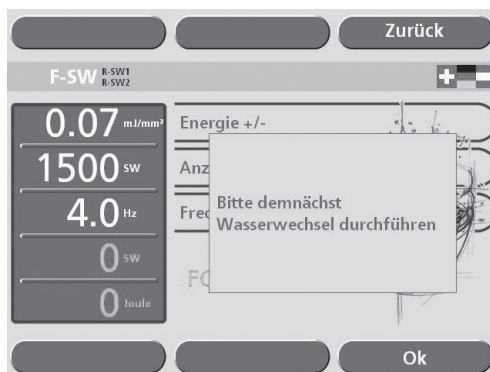 Zurück
F-SW R-SW1
R-SW2
0.07 mJ/mm²
1500 SW
4.0 Hz
0 SW
0 Joule
Energie +/-
Anz
Freq
FO
Bitte demnächst
Wasserwechsel durchführen
Ok